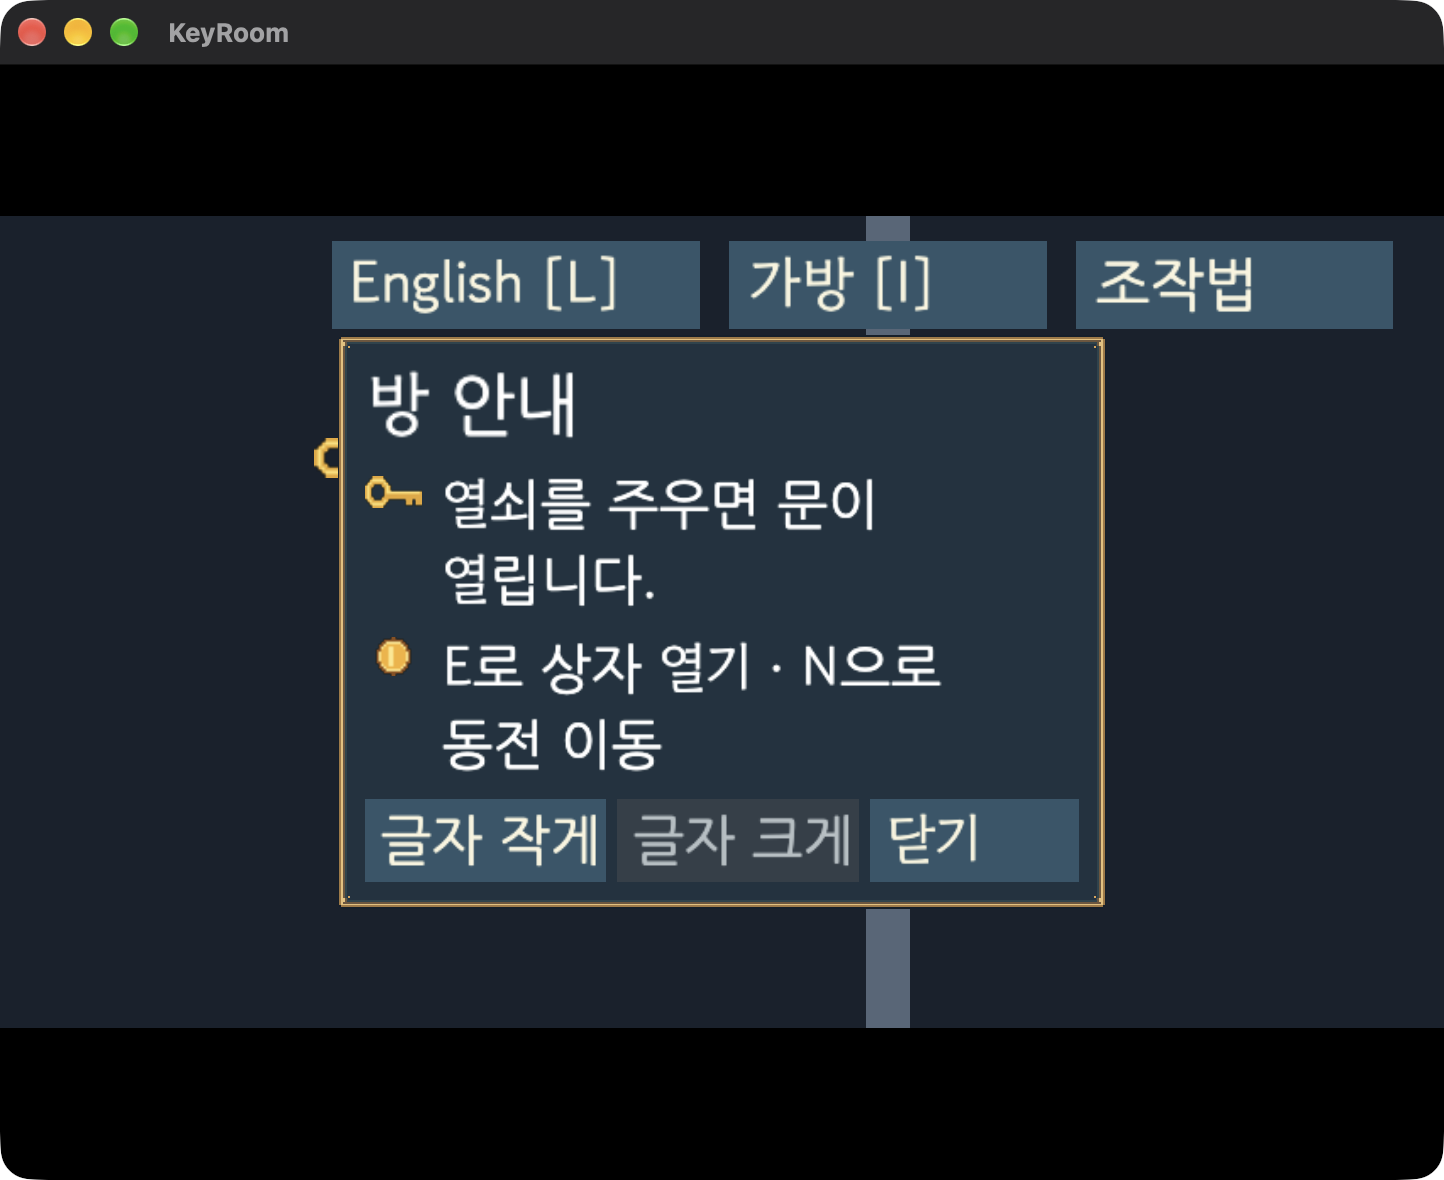 KeyRoom
English [L]
가방 [I]
조작법
방 안내
열쇠를 주우면 문이
열립니다.
E로 상자 열기 · N으로
동전 이동
글자 작게
글자 크게
닫기